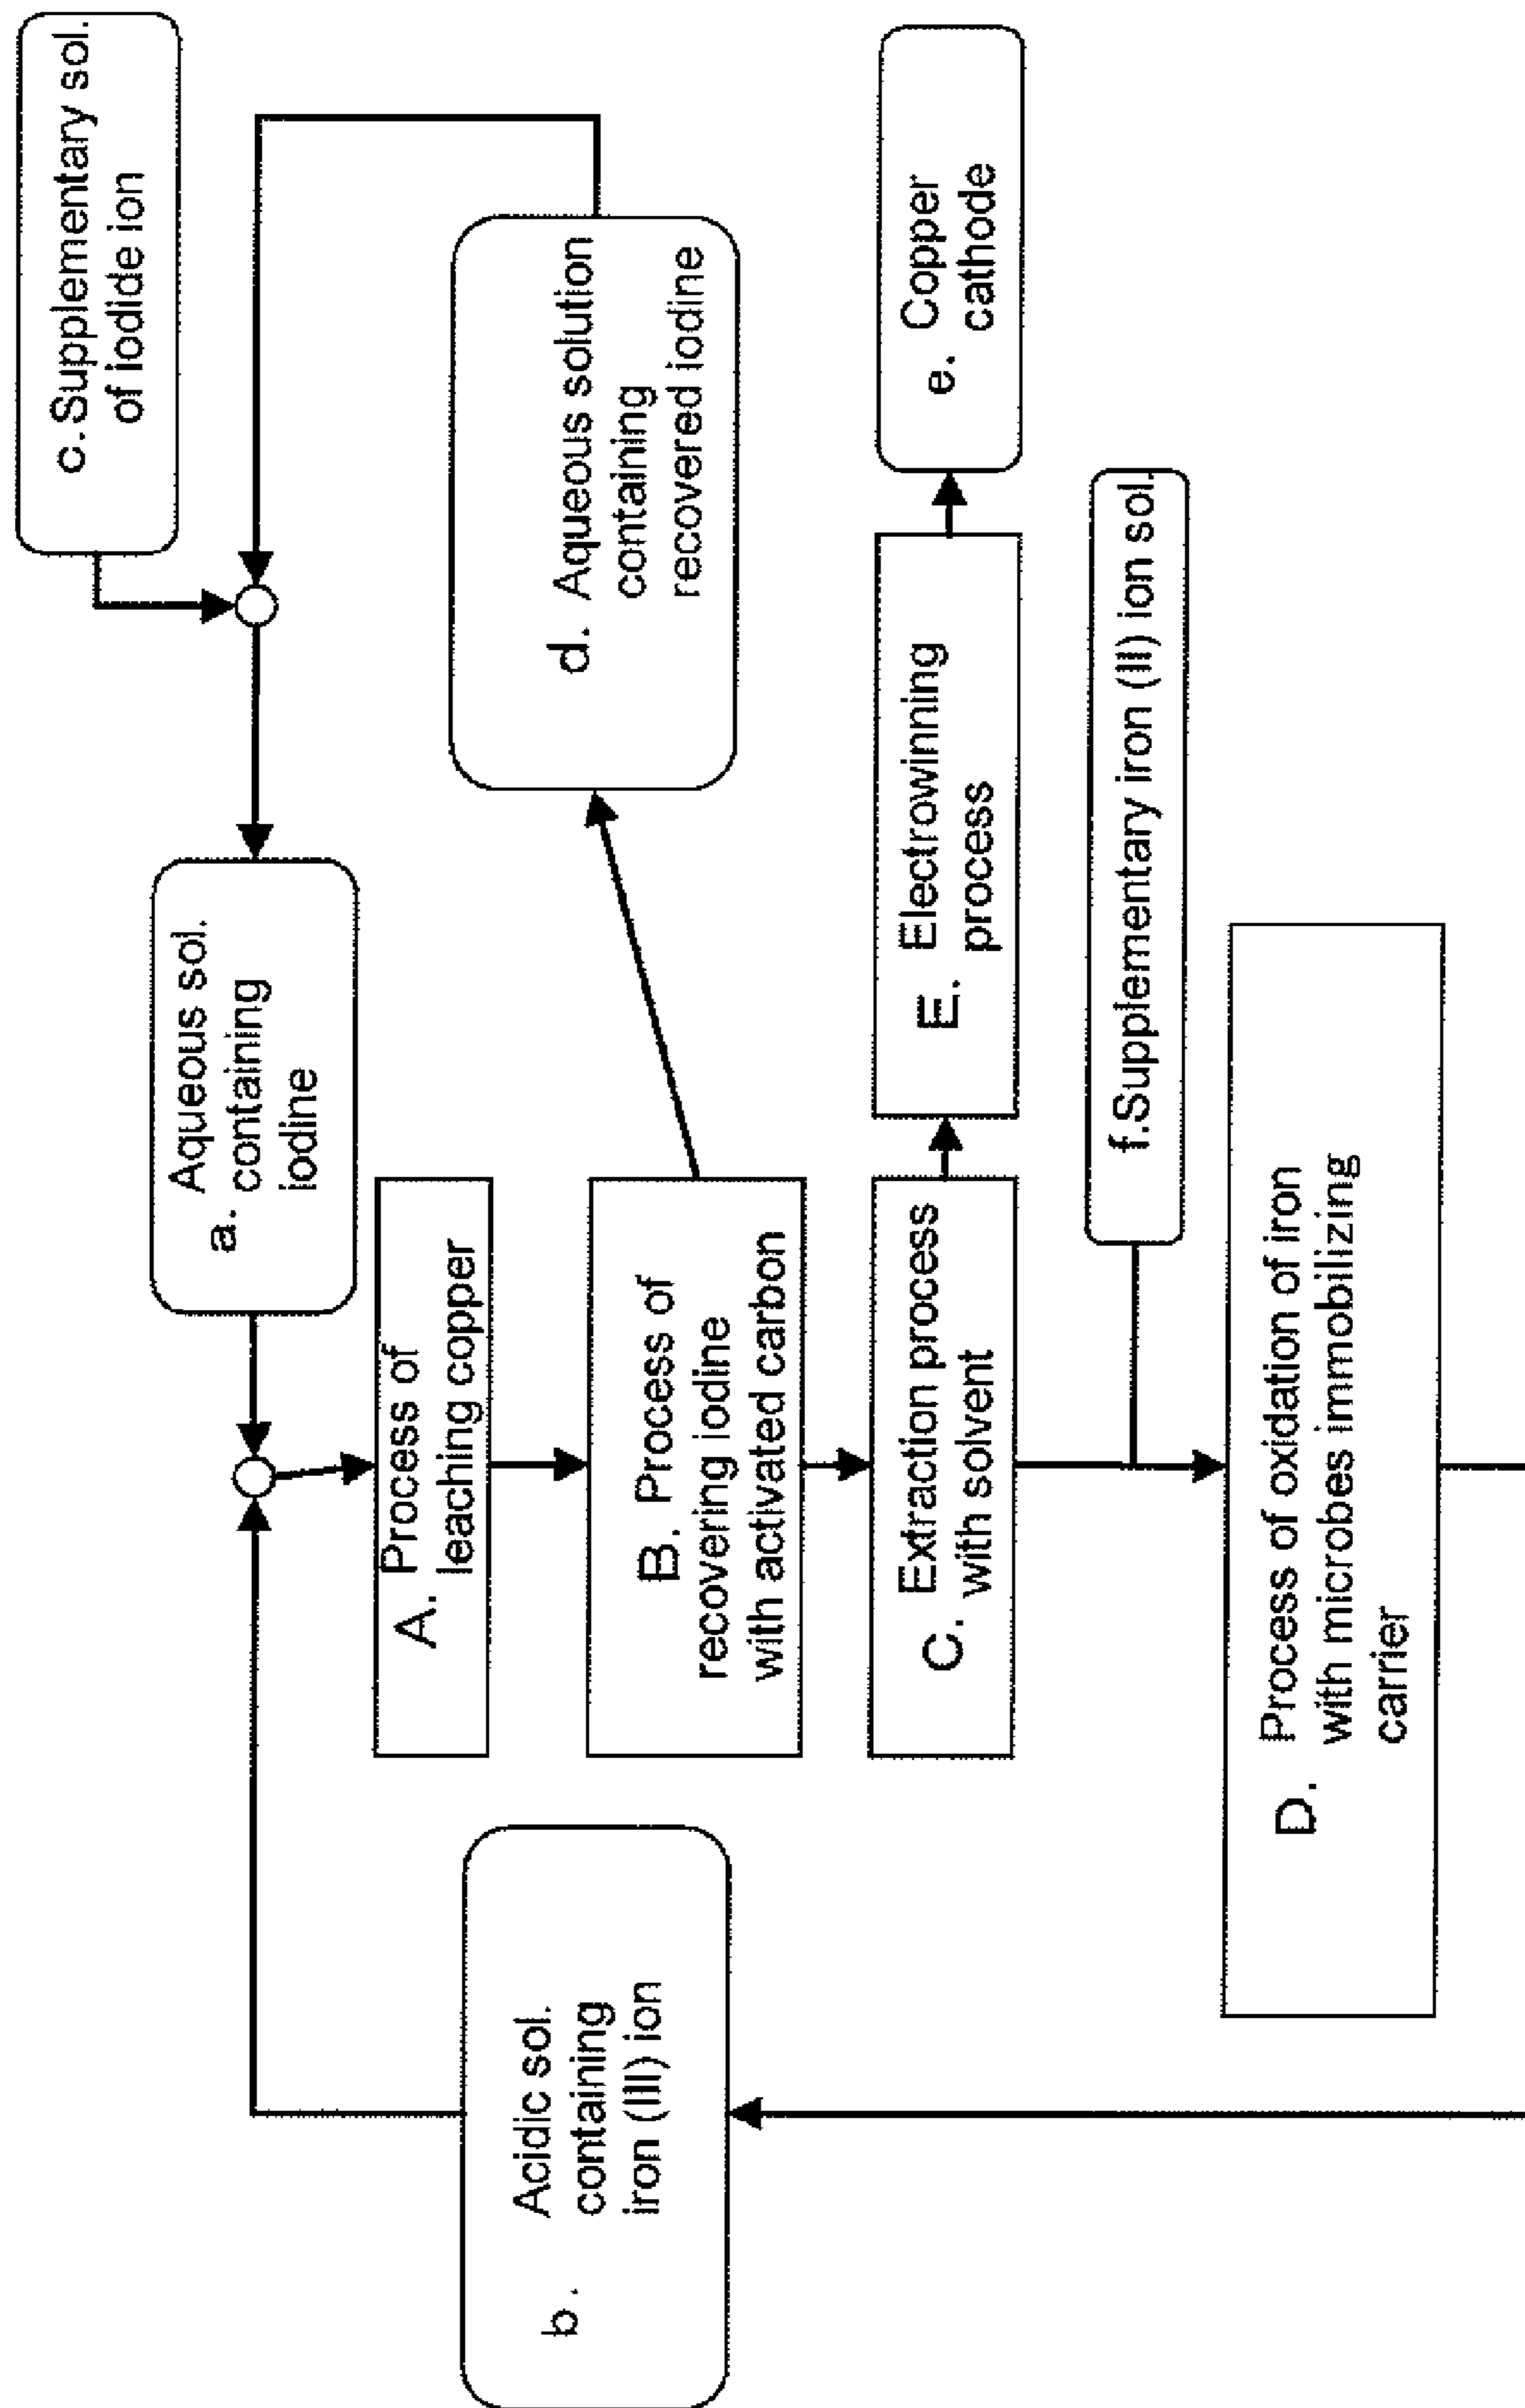 c. Supplementary sol.
of iodide ion
Aqueous sol.
a. containing
iodine
A. Process of
leaching copper
b. Acidic sol.
containing
iron (III) ion
d. Aqueous solution
containing
recovered iodine
B. Process of
recovering iodine
with activated carbon
C. Extraction process
with solvent
E. Electrowinning
process
e. Copper
cathode
f. Supplementary iron (II) ion sol.
D. Process of oxidation of iron
with microbes immobilizing
carrier